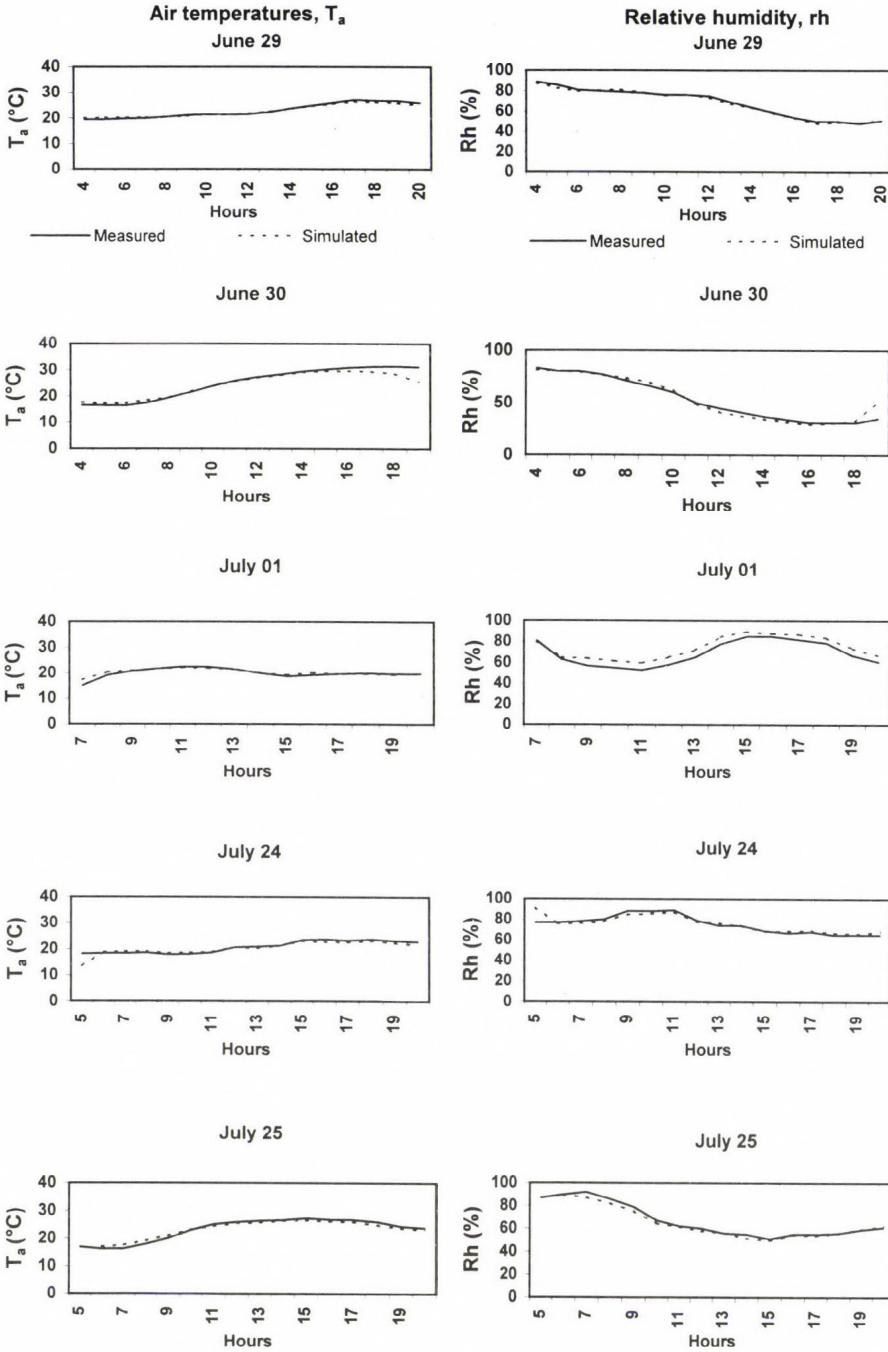 Air temperatures, Tₐ
June 29
Tₐ (°C)
40
30
20
10
0
4 6 8 10 12 14 16 18 20
Hours
Measured Simulated
Relative humidity, rh
June 29
Rh (%)
100
80
60
40
20
0
4 6 8 10 12 14 16 18 20
Hours
Measured Simulated
June 30
Tₐ (°C)
40
30
20
10
0
4 6 8 10 12 14 16 18
Hours
June 30
Rh (%)
100
50
0
4 6 8 10 12 14 16 18
Hours
July 01
Tₐ (°C)
40
30
20
10
0
7 9 11 13 15 17 19
Hours
July 01
Rh (%)
100
80
60
40
20
0
7 9 11 13 15 17 19
Hours
July 24
Tₐ (°C)
40
30
20
10
0
5 7 9 11 13 15 17 19
Hours
July 24
Rh (%)
100
80
60
40
20
0
5 7 9 11 13 15 17 19
Hours
July 25
Tₐ (°C)
40
30
20
10
0
5 7 9 11 13 15 17 19
Hours
July 25
Rh (%)
100
80
60
40
20
0
5 7 9 11 13 15 17 19
Hours